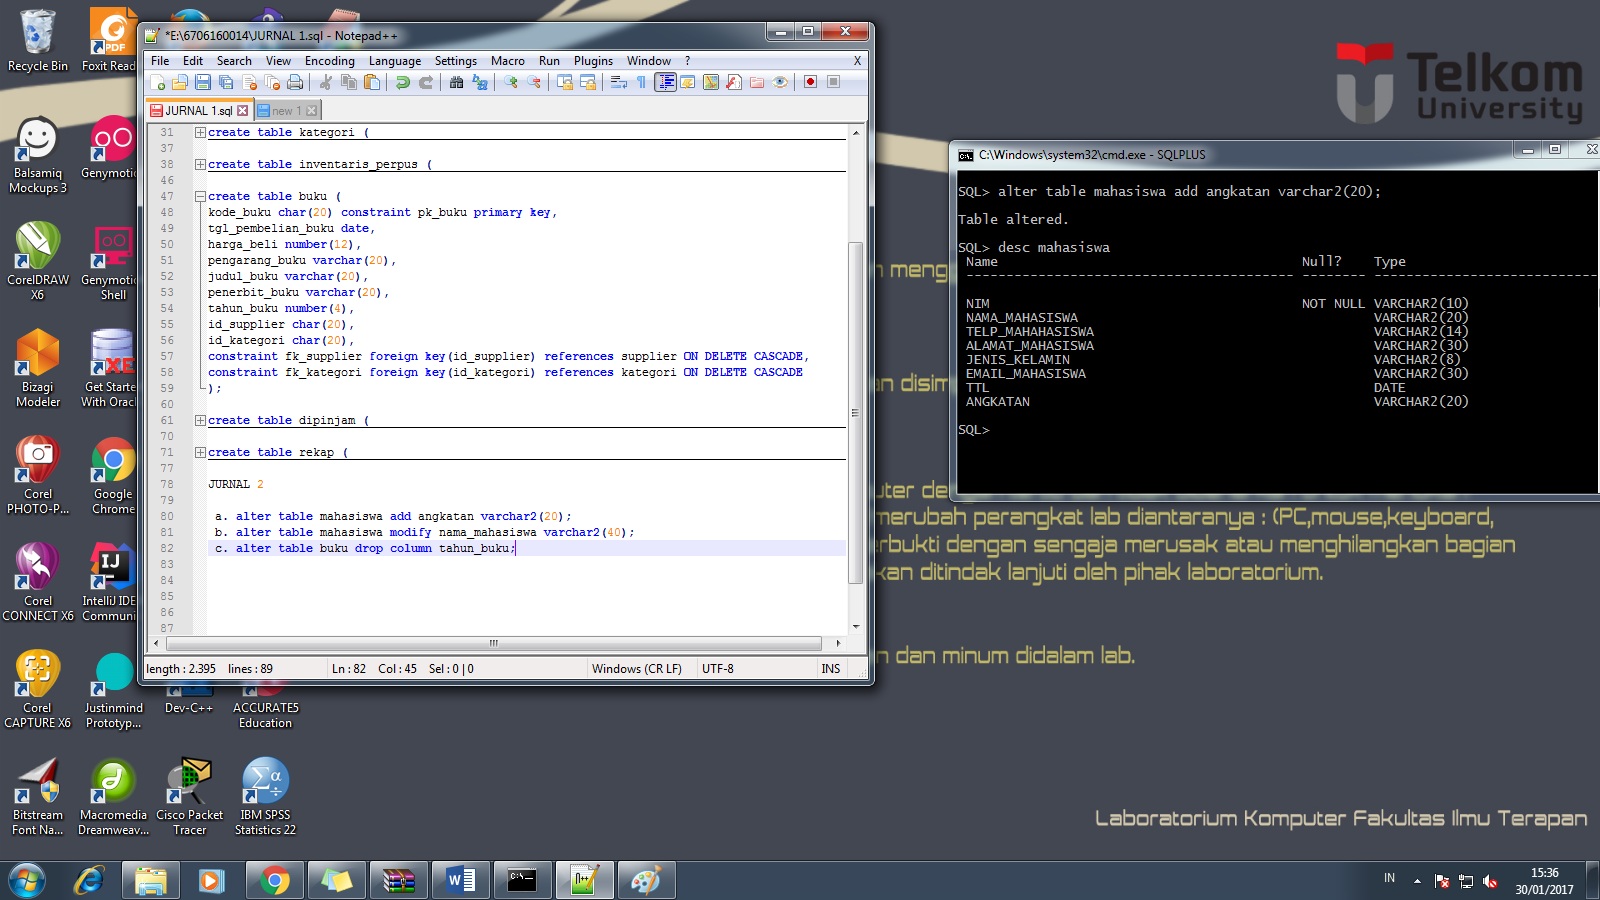 Recycle Bin
Foxit Read
Balsamiq
Mockups 3
Genymotic
CorelDRAW
X6
Genymotic
Shell
Bizagi
Modeler
Get Starte
With Orac
Corel
PHOTO-P...
Google
Chrome
Corel
CONNECT X6
IntelliJ IDE
Commun
Corel
CAPTURE X6
Justinmind
Prototyp...
Dev-C++
ACCURATE5
Education
Bitstream
Font Na...
Macromedia
Dreamweav...
Cisco Packet
Tracer
IBM SPSS
Statistics 22
*E:\6706160014\JURNAL 1.sql - Notepad++
File Edit Search View Encoding Language Settings Macro Run Plugins Window ? X
JURNAL 1.sql new 1
31 create table kategori (
37
38 create table inventaris_perpus (
46
47 create table buku (
48 kode_buku char(20) constraint pk_buku primary key,
49 tgl_pembelian_buku date,
50 harga_beli number(12),
51 pengarang_buku varchar(20),
52 judul_buku varchar(20),
53 penerbit_buku varchar(20),
54 tahun_buku number(4),
55 id_supplier char(20),
56 id_kategori char(20),
57 constraint fk_supplier foreign key(id_supplier) references supplier ON DELETE CASCADE,
58 constraint fk_kategori foreign key(id_kategori) references kategori ON DELETE CASCADE
59 );
60
61 create table dipinjam (
70
71 create table rekap (
77
78 JURNAL 2
79
80 a. alter table mahasiswa add angkatan varchar2(20);
81 b. alter table mahasiswa modify nama_mahasiswa varchar2(40);
82 c. alter table buku drop column tahun_buku;
83
84
85
86
87
length : 2.395 lines : 89 Ln : 82 Col : 45 Sel : 0 | 0 Windows (CR LF) UTF-8 INS
Telkom
University
C:\Windows\system32\cmd.exe - SQLPLUS
SQL> alter table mahasiswa add angkatan varchar2(20);
Table altered.
SQL> desc mahasiswa
Name Null? Type
NIM NOT NULL VARCHAR2(10)
NAMA_MAHASISWA VARCHAR2(20)
TELP_MAHAHASISWA VARCHAR2(14)
ALAMAT_MAHASISWA VARCHAR2(30)
JENIS_KELAMIN VARCHAR2(8)
EMAIL_MAHASISWA VARCHAR2(30)
TTL DATE
ANGKATAN VARCHAR2(20)
SQL>
merubah perangkat lab diantaranya : (PC,mouse,keyboard,
rbukti dengan sengaja merusak atau menghilangkan bagian
kan ditindak lanjuti oleh pihak laboratorium.
n dan minum didalam lab.
Laboratorium Komputer Fakultas Ilmu Terapan
IN
15:36
30/01/2017